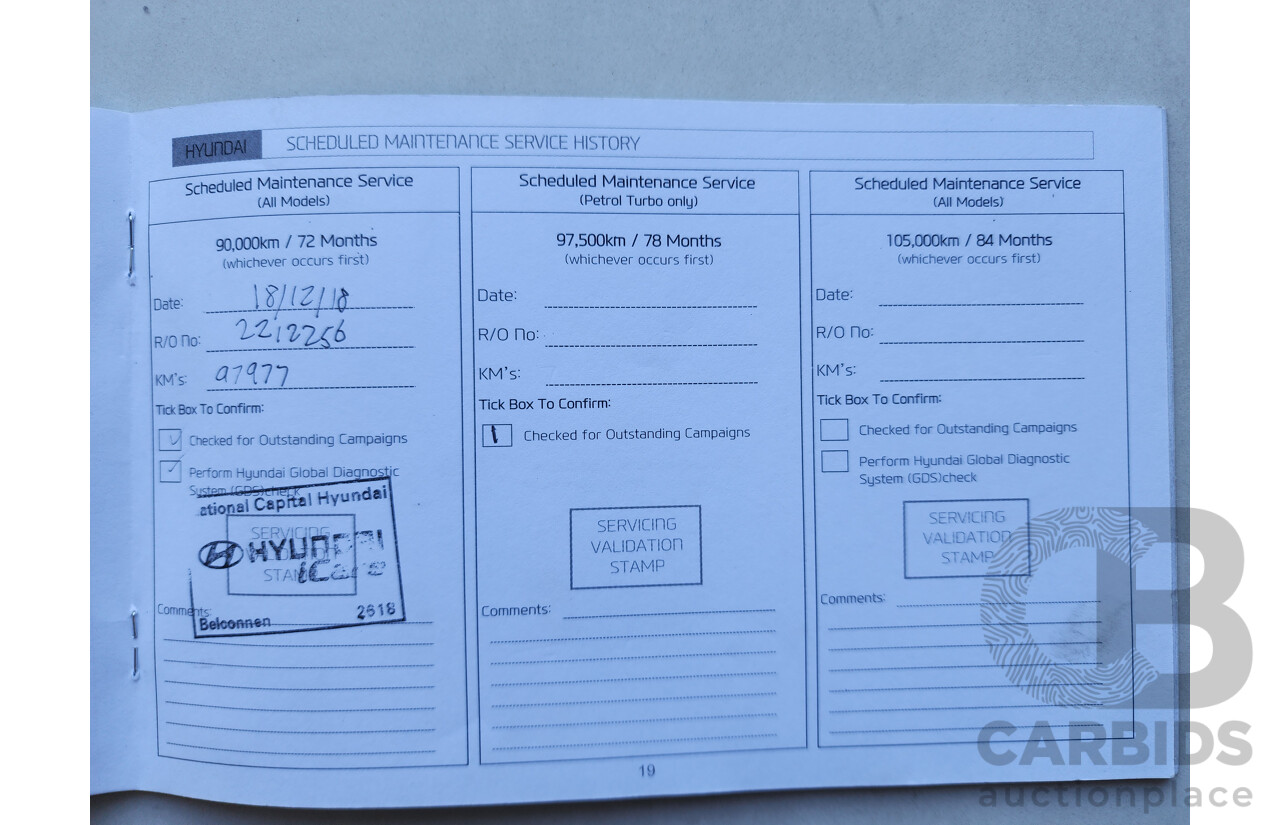 HYUNDAI SCHEDULED MAINTENANCE SERVICE HISTORY
Scheduled Maintenance Service
(All Models)
90,000km / 72 Months
(whichever occurs first)
Date: 18/12/18
R/O No: 2212256
KM's: 97977
Tick Box To Confirm:
Checked for Outstanding Campaigns
Perform Hyundai Global Diagnostic
System (GDS)check
ational Capital Hyundai
SERVICING
HYUNDAI
STAMP iCare
Comments:
Belconnen 2616
Scheduled Maintenance Service
(Petrol Turbo only)
97,500km / 78 Months
(whichever occurs first)
Date:
R/O No:
KM's:
Tick Box To Confirm:
Checked for Outstanding Campaigns
SERVICING
VALIDATION
STAMP
Comments:
Scheduled Maintenance Service
(All Models)
105,000km / 84 Months
(whichever occurs first)
Date:
R/O No:
KM's:
Tick Box To Confirm:
Checked for Outstanding Campaigns
Perform Hyundai Global Diagnostic
System (GDS)check
SERVICING
VALIDATION
STAMP
Comments:
19
CB
CARBIDS
auctionplace